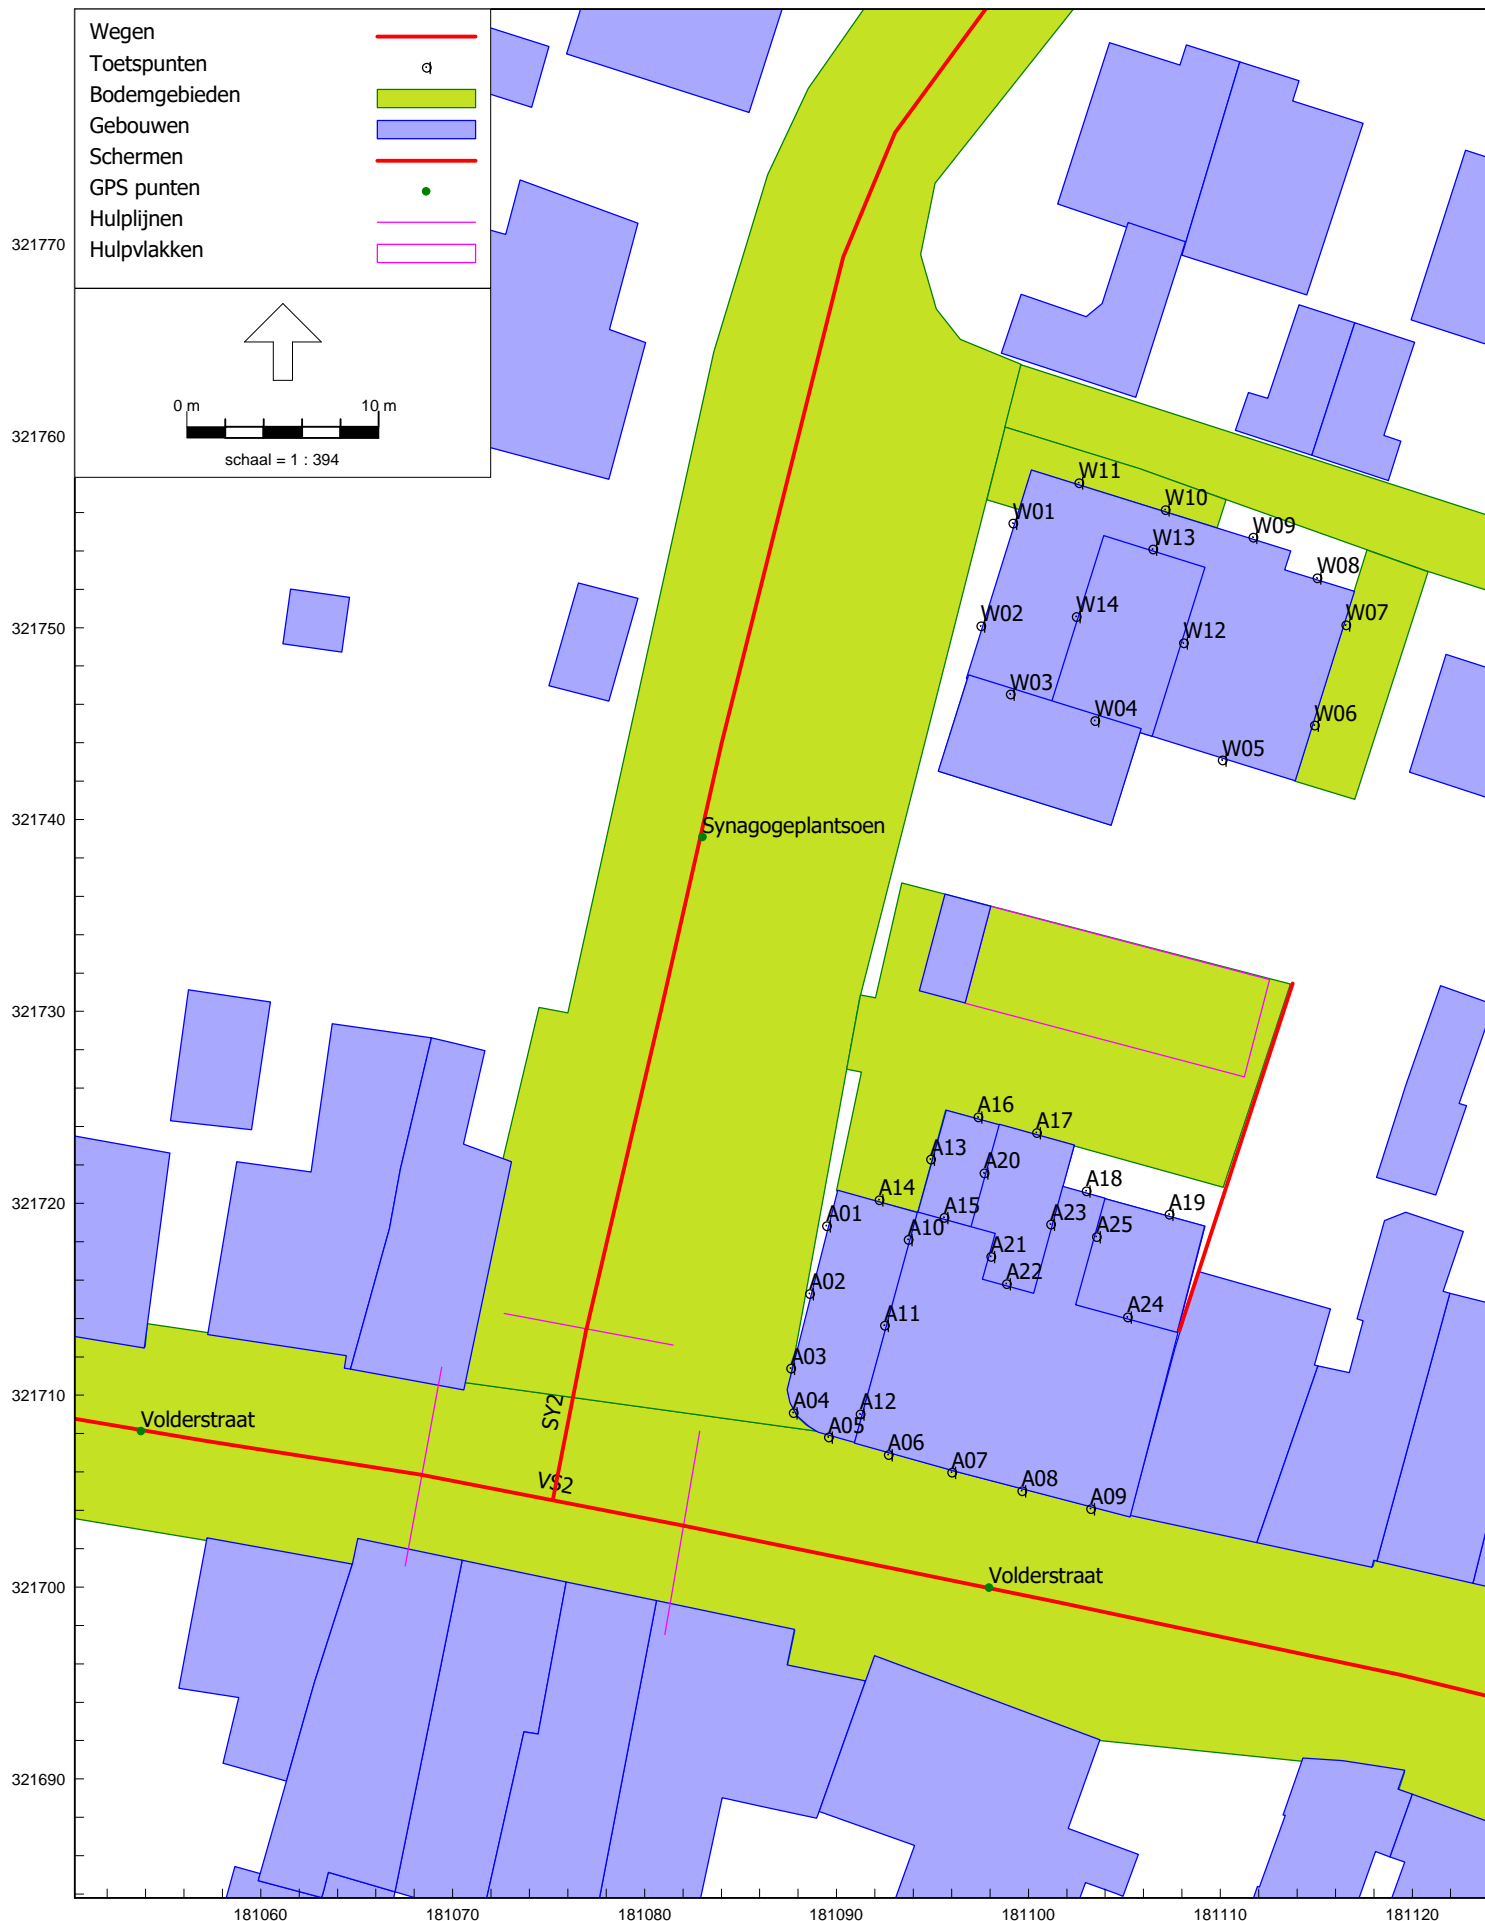 Wegen
Toetspunten
Bodemgebieden
Gebouwen
Schermen
GPS punten
Hulplijnen
Hulpvlakken
0 m 10 m
schaal = 1 : 394
321770
321760
321750
321740
321730
321720
321710
321700
321690
181060 181070 181080 181090 181100 181110 181120
W11
W10
W01
W09
W13
W08
W14
W02
W07
W12
W03
W04
W06
W05
Synagogeplantsoen
A16
A17
A13
A20
A18
A14
A15
A19
A01
A10
A23
A25
A21
A02
A22
A11
A24
A03
A04
A12
A05
A06
A07
A08
A09
SY2
VS2
Volderstraat
Volderstraat